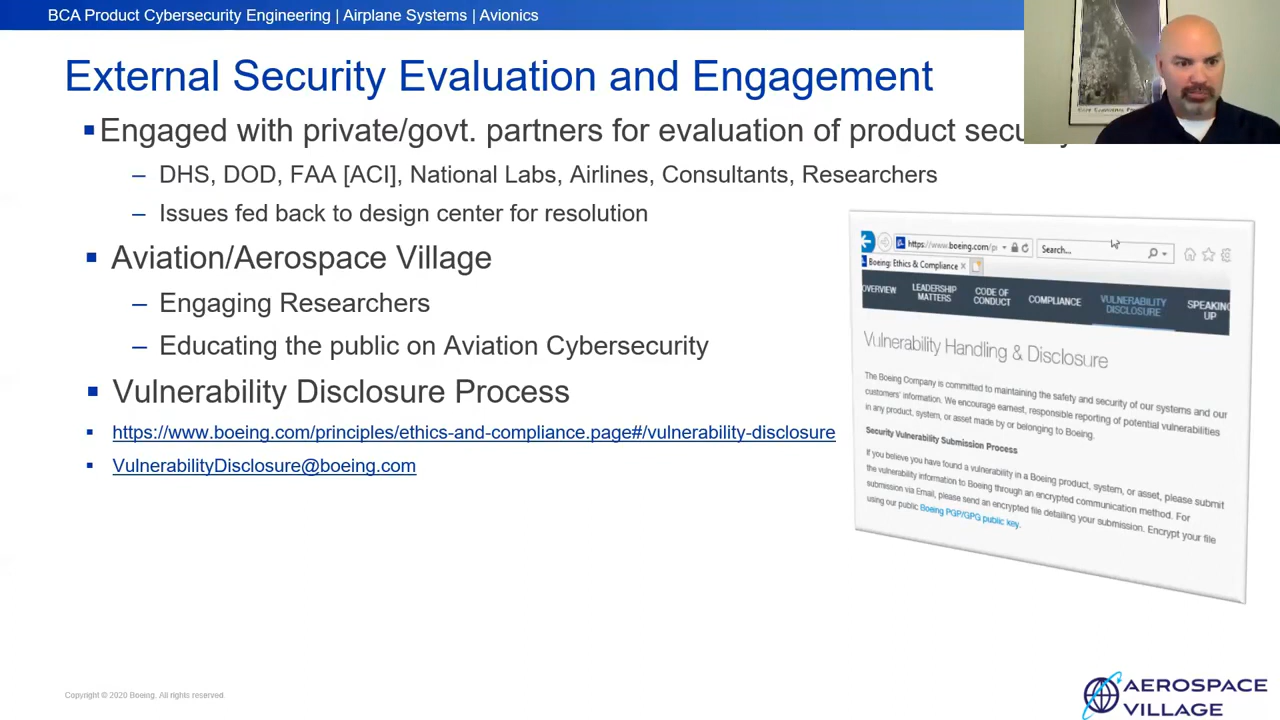 BCA Product Cybersecurity Engineering | Airplane Systems | Avionics
External Security Evaluation and Engagement
▪Engaged with private/govt. partners for evaluation of product
– DHS, DOD, FAA [ACI], National Labs, Airlines, Consultants, Researchers
– Issues fed back to design center for resolution
▪ Aviation/Aerospace Village
– Engaging Researchers
– Educating the public on Aviation Cybersecurity
▪ Vulnerability Disclosure Process
▪ https://www.boeing.com/principles/ethics-and-compliance.page#/vulnerability-disclosure
▪ VulnerabilityDisclosure@boeing.com
https://www.boeing.com/p Search...
Boeing: Ethics & Compliance ×
OVERVIEW LEADERSHIP MATTERS CODE OF CONDUCT COMPLIANCE VULNERABILITY DISCLOSURE SPEAKING UP
Vulnerability Handling & Disclosure
The Boeing Company is committed to maintaining the safety and security of our systems and our
customers' information. We encourage earnest, responsible reporting of potential vulnerabilities
in any product, system, or asset made by or belonging to Boeing.
Security Vulnerability Submission Process
If you believe you have found a vulnerability in a Boeing product, system, or asset, please submit
the vulnerability information to Boeing through an encrypted communication method. For
submission via Email, please send an encrypted file detailing your submission. Encrypt your file
using our public Boeing PGP/GPG public key.
Copyright © 2020 Boeing. All rights reserved.
AEROSPACE
VILLAGE